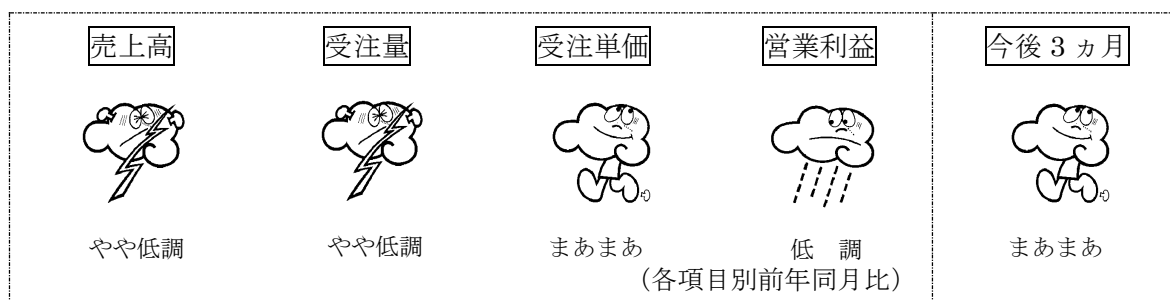 売上高 受注量 受注単価 営業利益 今後３ヵ月
やや低調 やや低調 まあまあ 低　調 まあまあ
（各項目別前年同月比）